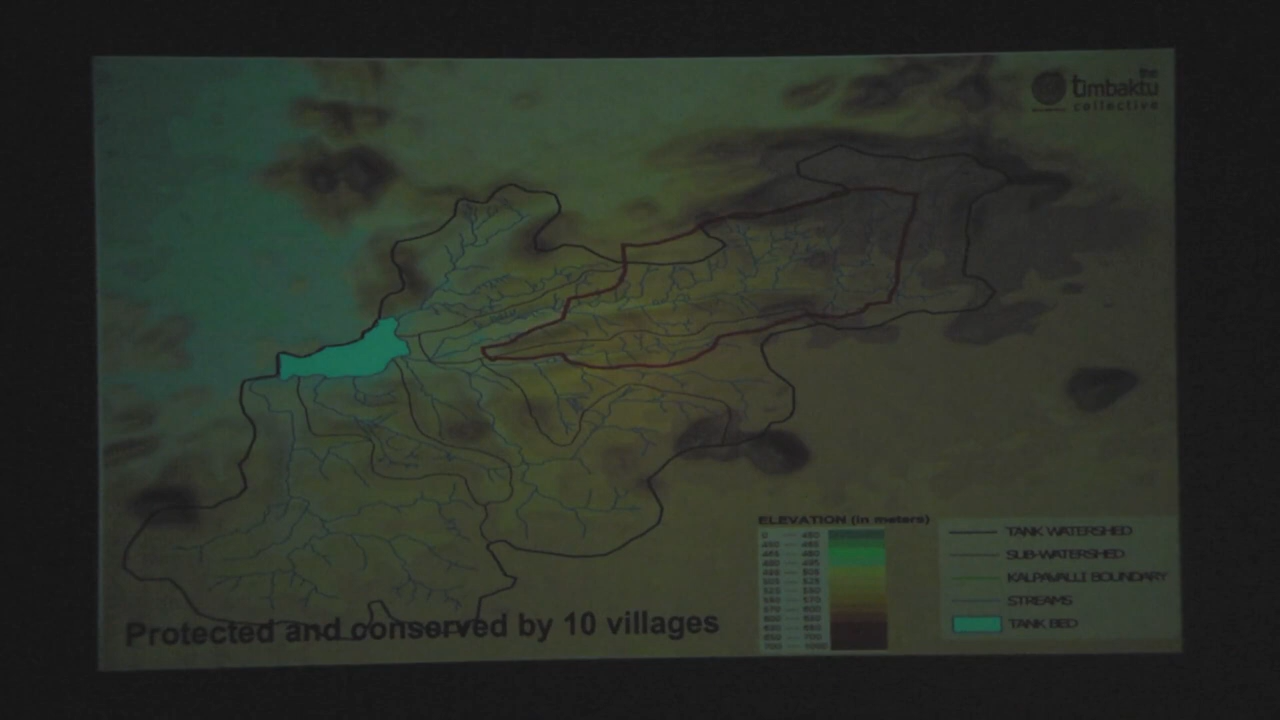 the
timbaktu
collective
ELEVATION (in meters)
TANK WATERSHED
SUB-WATERSHED
KALPAVALLI BOUNDARY
STREAMS
TANK BED
Protected and conserved by 10 villages